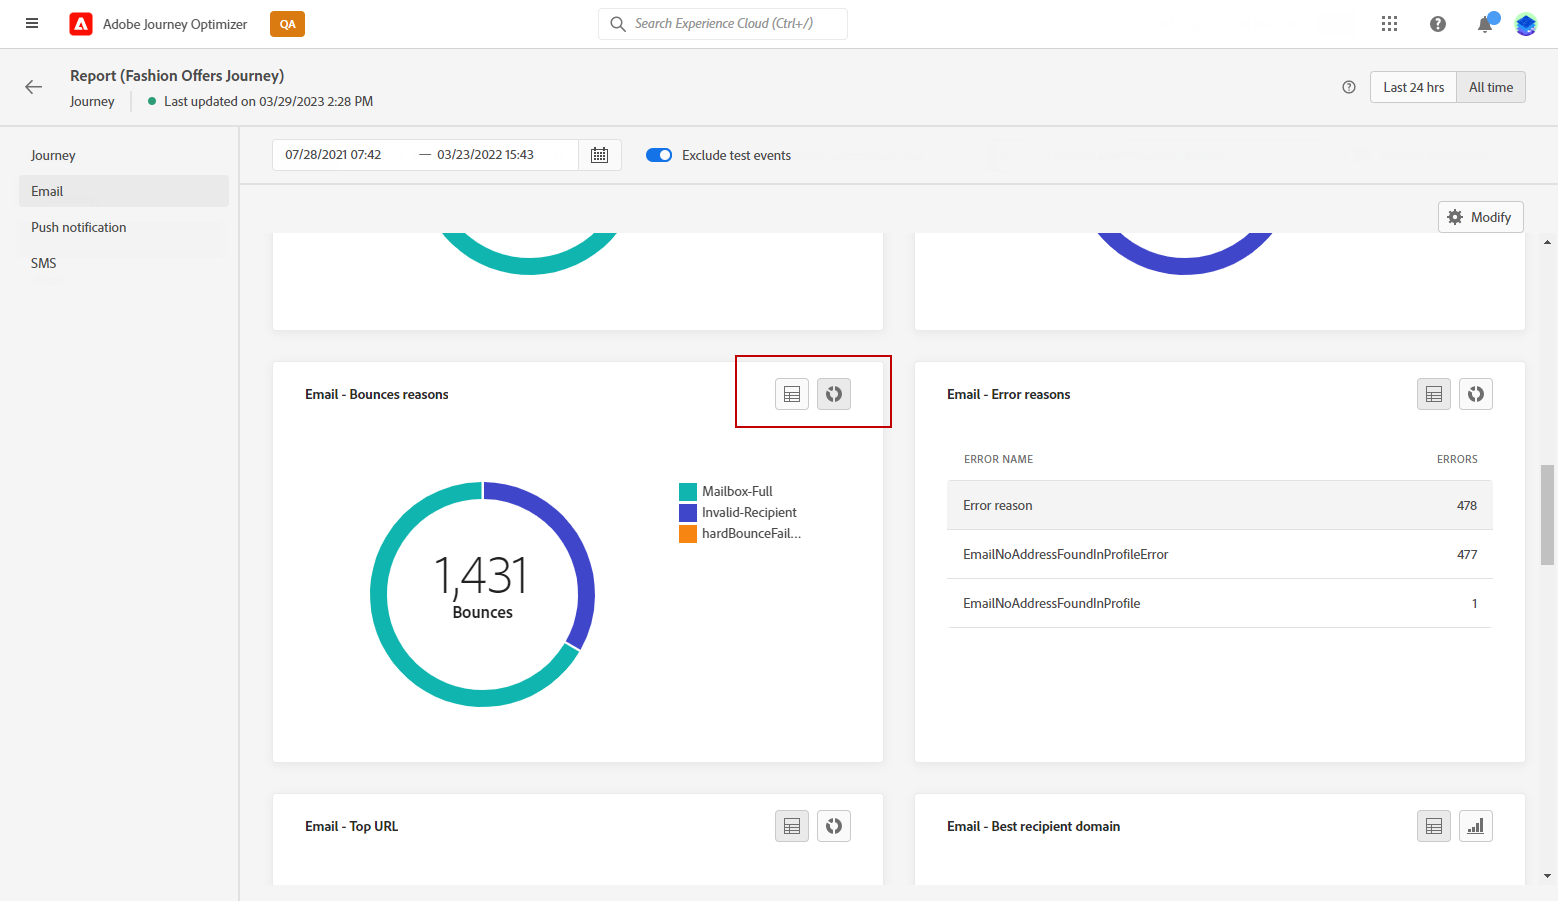 Adobe Journey Optimizer QA Search Experience Cloud (Ctrl+/)
Report (Fashion Offers Journey)
Journey Last updated on 03/29/2023 2:28 PM
Last 24 hrs All time
Journey
Email
Push notification
SMS
07/28/2021 07:42 — 03/23/2022 15:43 Exclude test events
Modify
Email - Bounces reasons
1,431
Bounces
Mailbox-Full
Invalid-Recipient
hardBounceFail...
Email - Error reasons
ERROR NAME ERRORS
Error reason 478
EmailNoAddressFoundInProfileError 477
EmailNoAddressFoundInProfile 1
Email - Top URL
Email - Best recipient domain